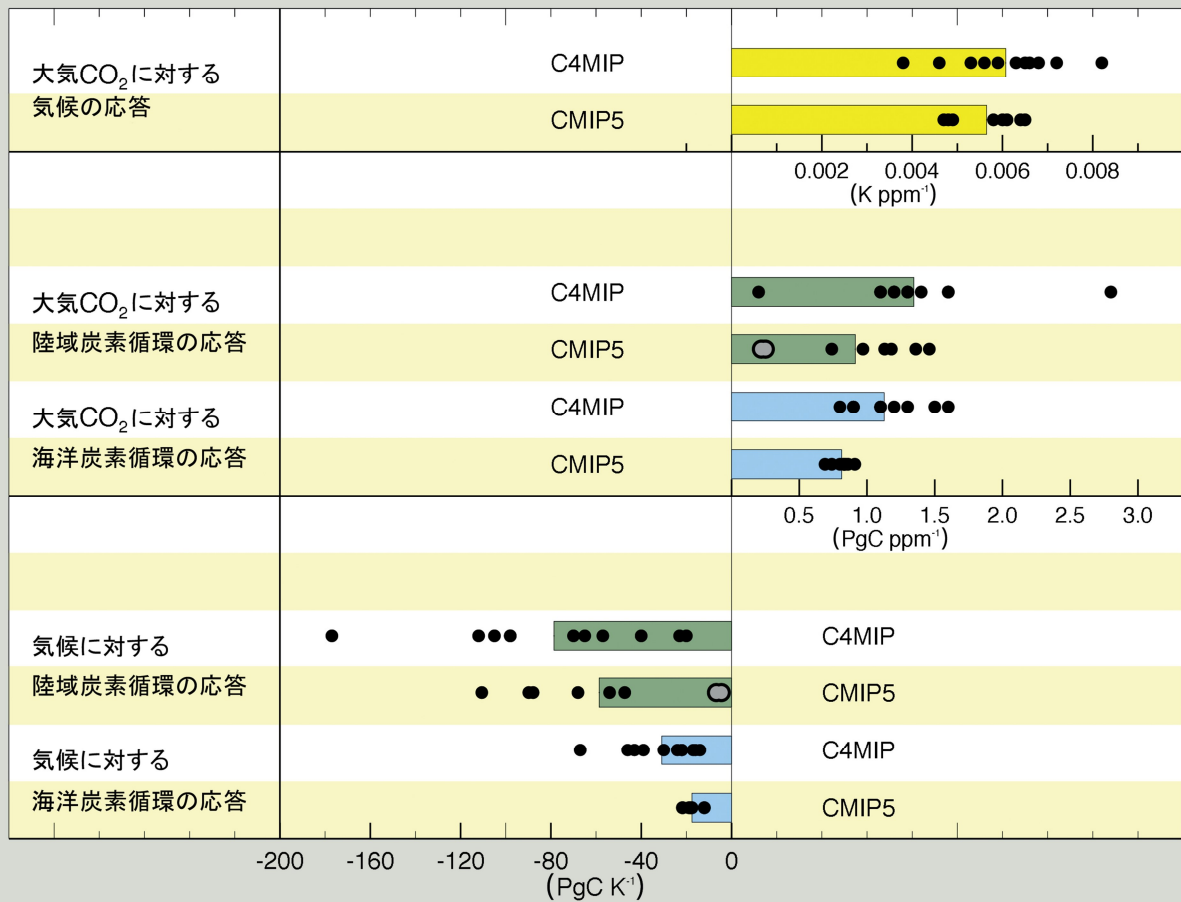 大気CO₂に対する
気候の応答
C4MIP
CMIP5
0.002 0.004 0.006 0.008
(K ppm⁻¹)
大気CO₂に対する
陸域炭素循環の応答
C4MIP
CMIP5
大気CO₂に対する
海洋炭素循環の応答
C4MIP
CMIP5
0.5 1.0 1.5 2.0 2.5 3.0
(PgC ppm⁻¹)
気候に対する
陸域炭素循環の応答
C4MIP
CMIP5
気候に対する
海洋炭素循環の応答
C4MIP
CMIP5
-200 -160 -120 -80 -40 0
(PgC K⁻¹)